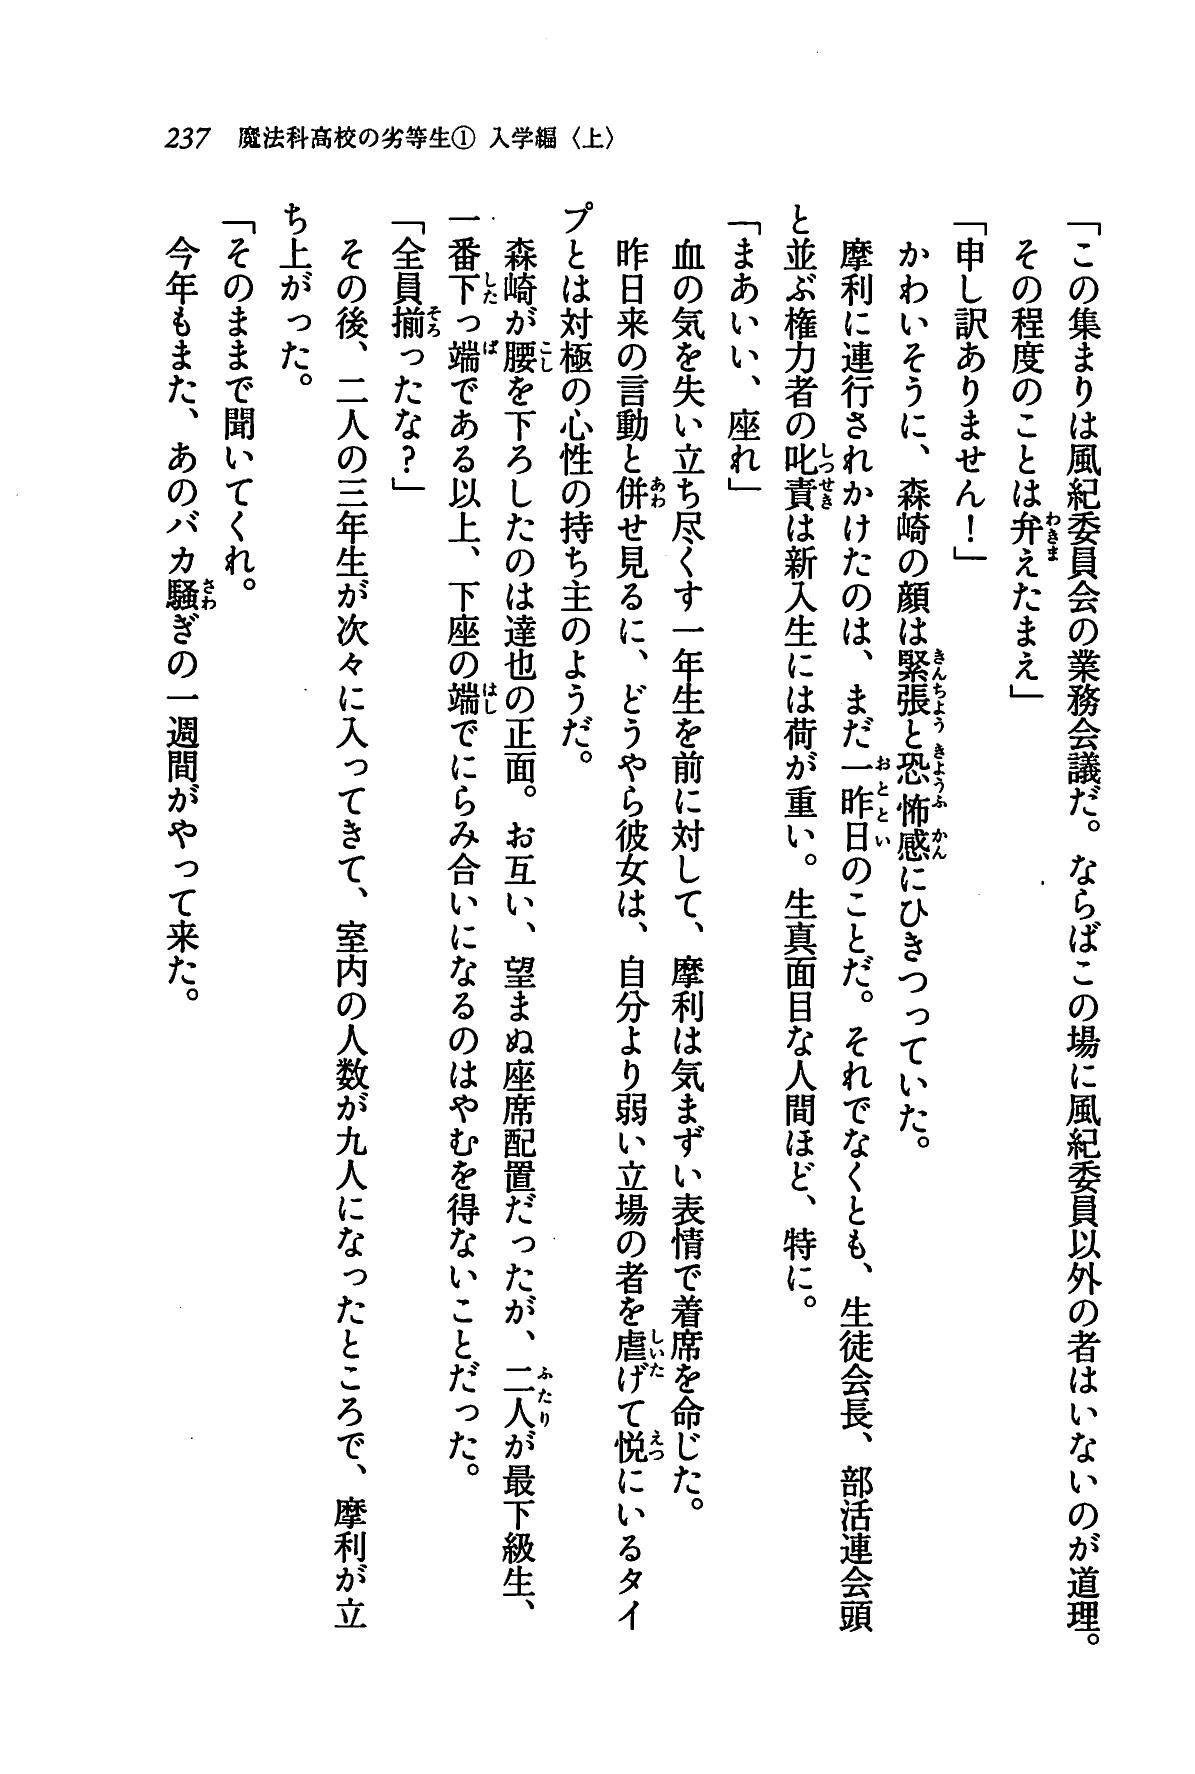 237 魔法科高校の劣等生① 入学編〈上〉
「この集まりは風紀委員会の業務会議だ。ならばこの場に風紀委員以外の者はいないのが道理。
その程度のことは弁えたまえ」
「申し訳ありません！」
かわいそうに、森崎の顔は緊張と恐怖感にひきつっていた。
摩利に連行されかけたのは、まだ一昨日のことだ。それでなくとも、生徒会長、部活連会頭
と並ぶ権力者の叱責は新入生には荷が重い。生真面目な人間ほど、特に。
「まあいい、座れ」
血の気を失い立ち尽くす一年生を前に対して、摩利は気まずい表情で着席を命じた。
昨日来の言動と併せ見るに、どうやら彼女は、自分より弱い立場の者を虐げて悦にいるタイ
プとは対極の心性の持ち主のようだ。
森崎が腰を下ろしたのは達也の正面。お互い、望まぬ座席配置だったが、二人が最下級生、
一番下っ端である以上、下座の端でにらみ合いになるのはやむを得ないことだった。
「全員揃ったな？」
その後、二人の三年生が次々に入ってきて、室内の人数が九人になったところで、摩利が立
ち上がった。
「そのままで聞いてくれ。
今年もまた、あのバカ騒ぎの一週間がやって来た。